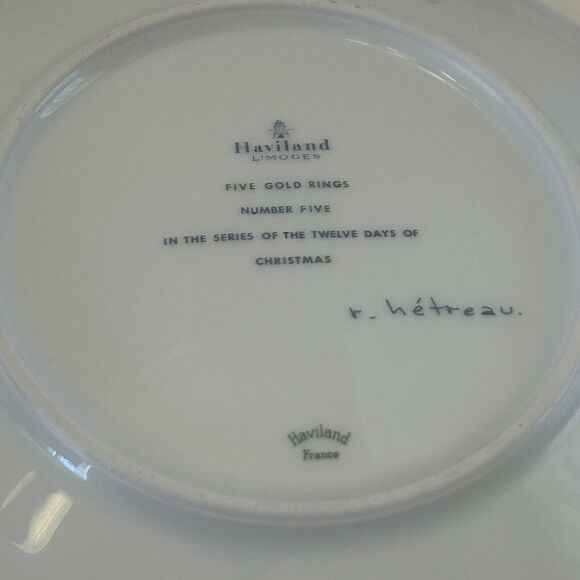 Haviland
LIMOGES
FIVE GOLD RINGS
NUMBER FIVE
IN THE SERIES OF THE TWELVE DAYS OF
CHRISTMAS
r. hétreau.
Haviland
France